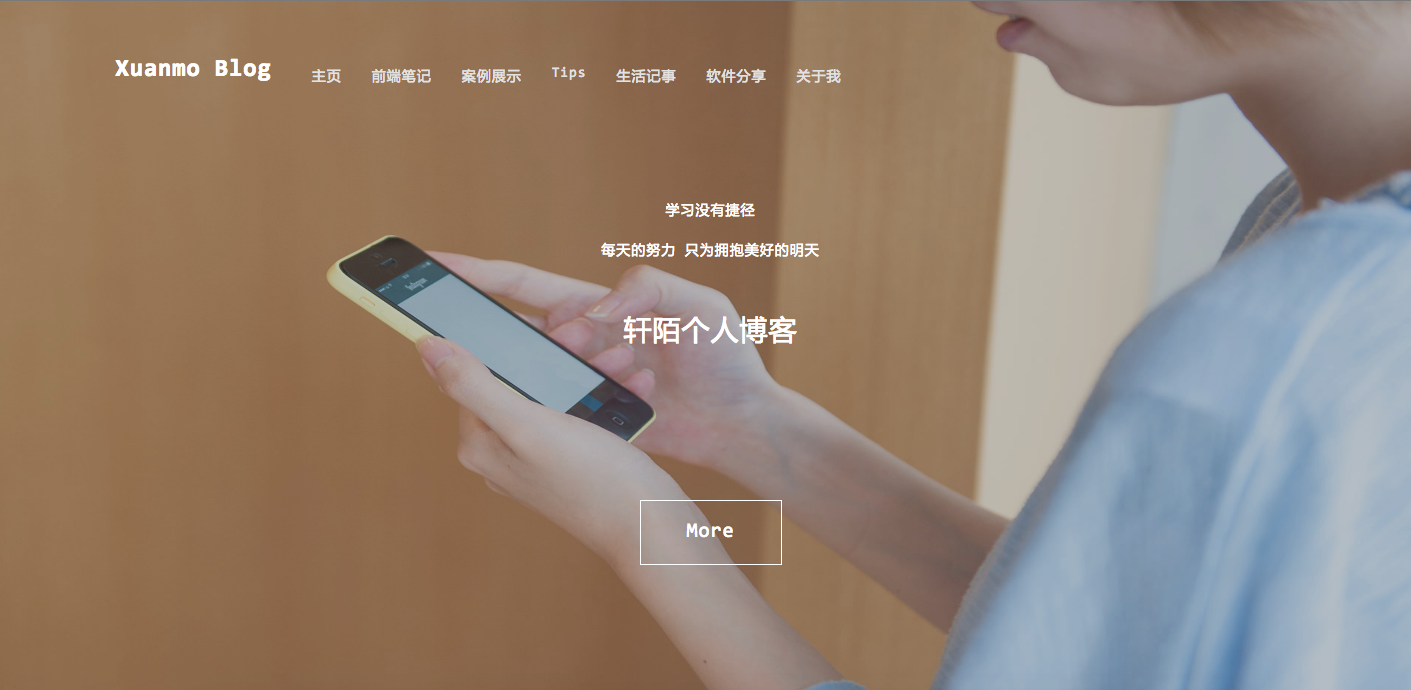 Xuanmo Blog 主页 前端笔记 案例展示 Tips 生活记事 软件分享 关于我
学习没有捷径
每天的努力 只为拥抱美好的明天
轩陌个人博客
More